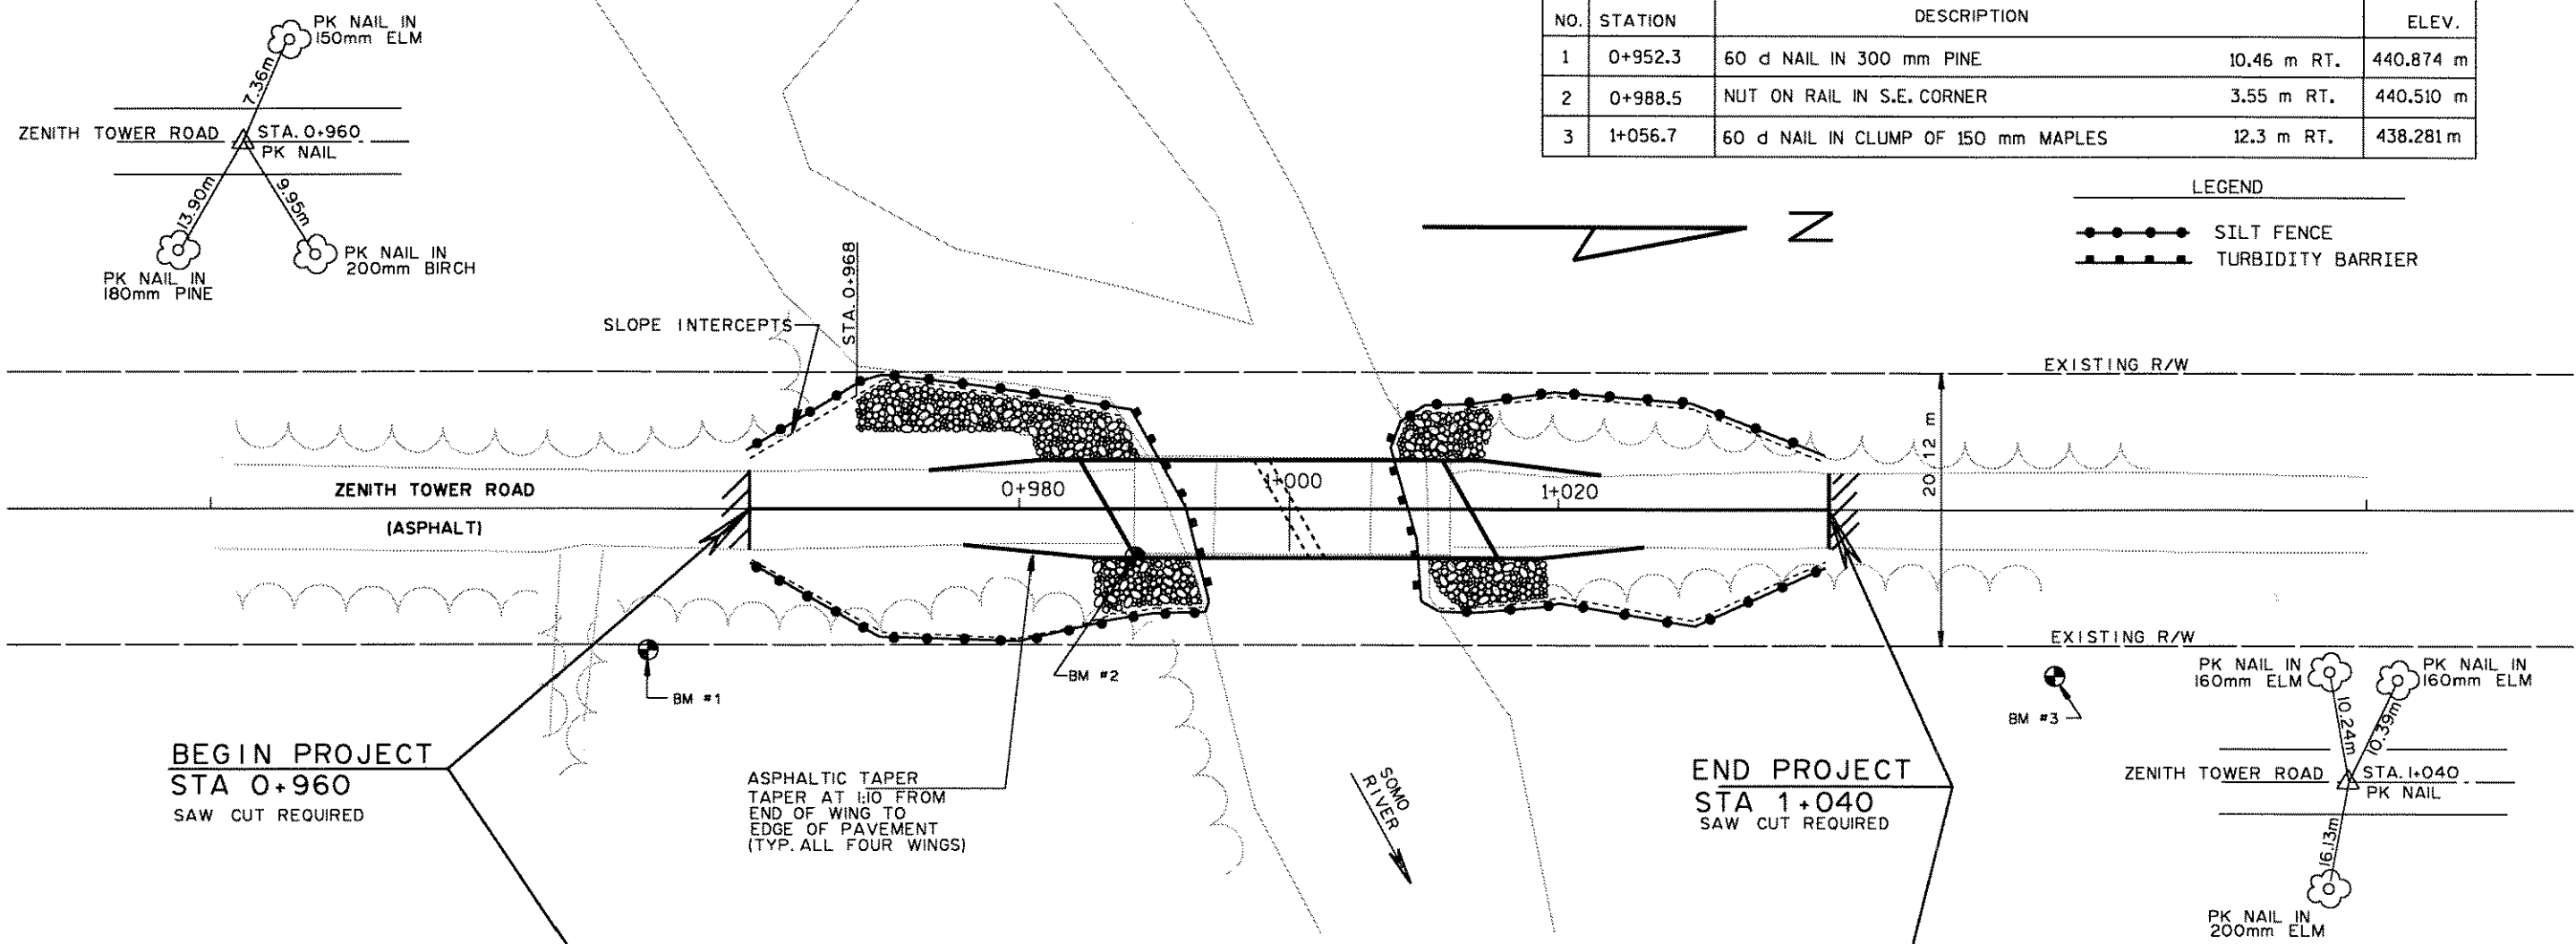 NO. STATION DESCRIPTION ELEV.
1 0+952.3 60 d NAIL IN 300 mm PINE 10.46 m RT. 440.874 m
2 0+988.5 NUT ON RAIL IN S.E. CORNER 3.55 m RT. 440.510 m
3 1+056.7 60 d NAIL IN CLUMP OF 150 mm MAPLES 12.3 m RT. 438.281 m
PK NAIL IN
150mm ELM
7.36m
ZENITH TOWER ROAD
STA. 0+960
PK NAIL
13.90m
9.95m
PK NAIL IN
180mm PINE
PK NAIL IN
200mm BIRCH
N
LEGEND
SILT FENCE
TURBIDITY BARRIER
SLOPE INTERCEPTS
STA. 0+968
EXISTING R/W
20.12 m
ZENITH TOWER ROAD
(ASPHALT)
0+980
1+000
1+020
EXISTING R/W
BM #1
BM #2
BM #3
BEGIN PROJECT
STA 0+960
SAW CUT REQUIRED
ASPHALTIC TAPER
TAPER AT 1:10 FROM
END OF WING TO
EDGE OF PAVEMENT
(TYP. ALL FOUR WINGS)
SOMO
RIVER
END PROJECT
STA 1+040
SAW CUT REQUIRED
PK NAIL IN
160mm ELM
PK NAIL IN
160mm ELM
10.24m
10.39m
ZENITH TOWER ROAD
STA. 1+040
PK NAIL
16.13m
PK NAIL IN
200mm ELM